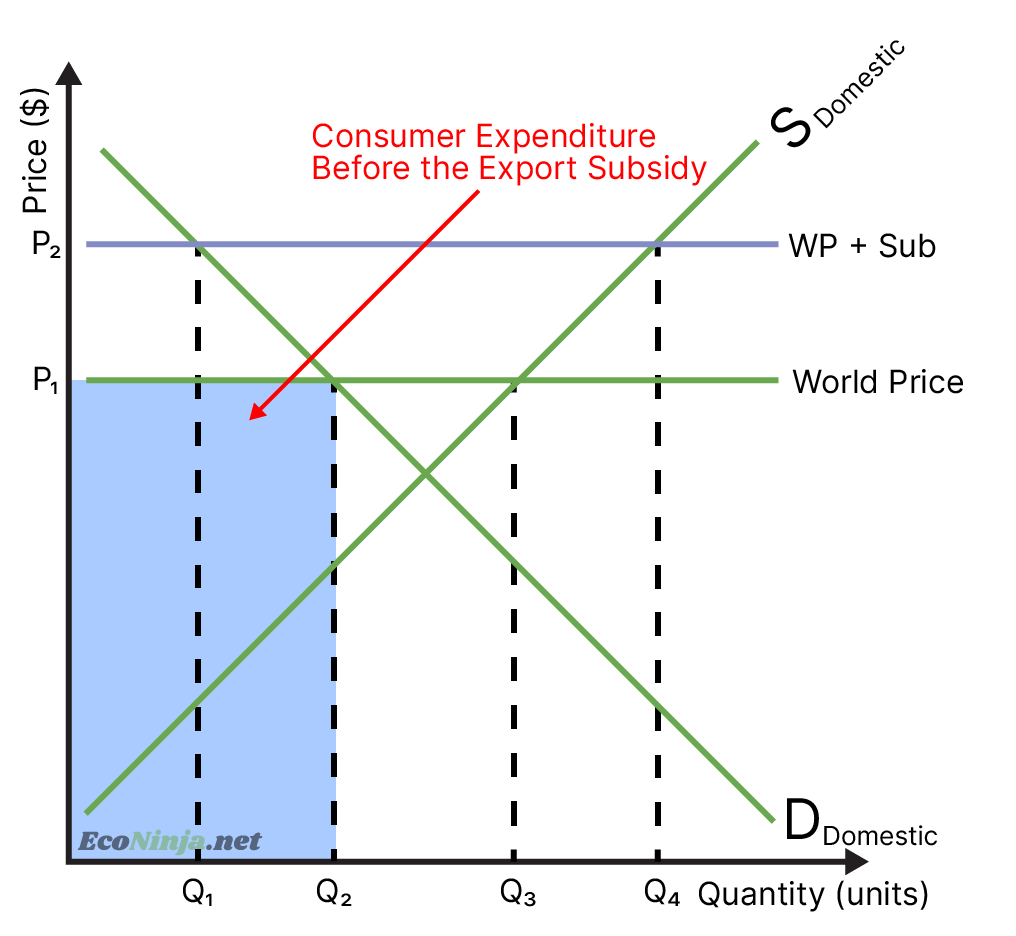 Price ($)
Consumer Expenditure
Before the Export Subsidy
S Domestic
P₂
WP + Sub
P₁
World Price
D Domestic
EcoNinja.net
Q₁
Q₂
Q₃
Q₄
Quantity (units)